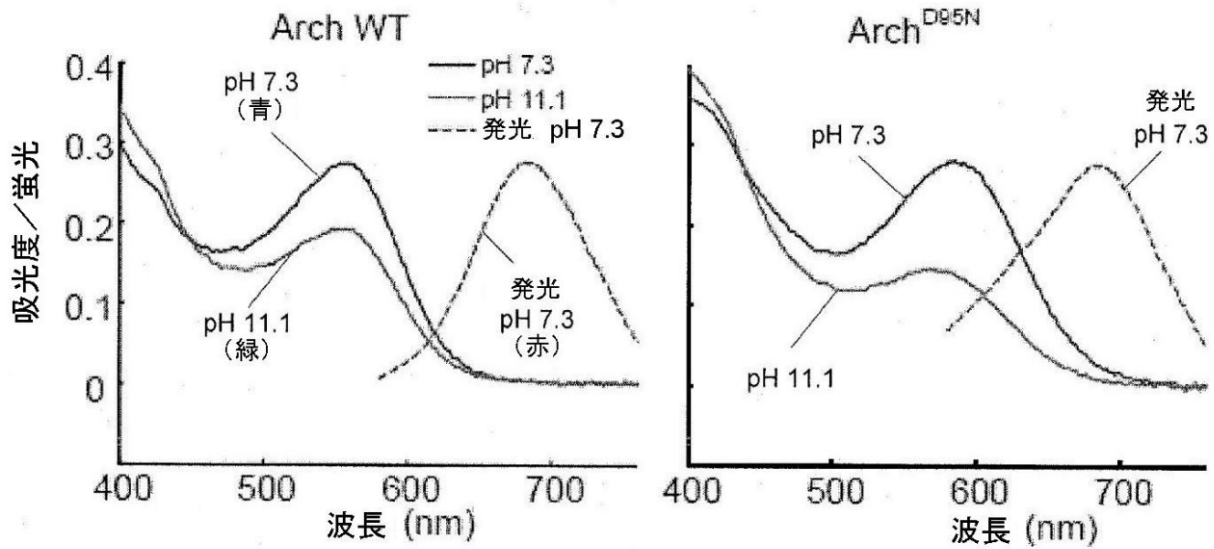 Arch WT
pH 7.3
pH 11.1
発光 pH 7.3
pH 7.3
(青)
pH 11.1
(緑)
発光
pH 7.3
(赤)
0.4
0.3
0.2
0.1
0
吸光度/蛍光
400 500 600 700
波長 (nm)
Arch D95N
pH 7.3
発光
pH 7.3
pH 11.1
400 500 600 700
波長 (nm)